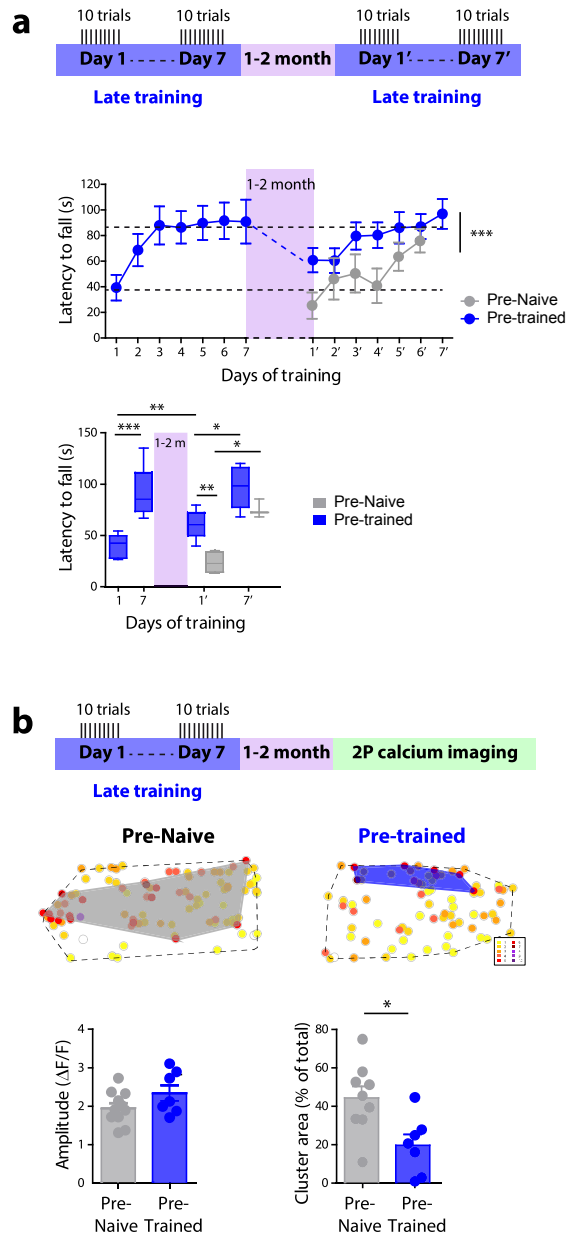 a
10 trials 10 trials 10 trials 10 trials
Day 1 Day 7 1-2 month Day 1′ Day 7′
Late training Late training
1-2 month
Latency to fall (s)
120
100
80
60
40
20
0
***
Pre-Naive
Pre-trained
1 2 3 4 5 6 7 1′ 2′ 3′ 4′ 5′ 6′ 7′
Days of training
**
*** * *
**
1-2 m
Latency to fall (s)
150
100
50
0
Pre-Naive
Pre-trained
1 7 1′ 7′
Days of training
b
10 trials 10 trials
Day 1 Day 7 1-2 month 2P calcium imaging
Late training
Pre-Naive Pre-trained
Amplitude (ΔF/F)
4
3
2
1
0
Pre-
Naive
Pre-
Trained
*
Cluster area (% of total)
80
60
40
20
0
Pre-
Naive
Pre-
Trained